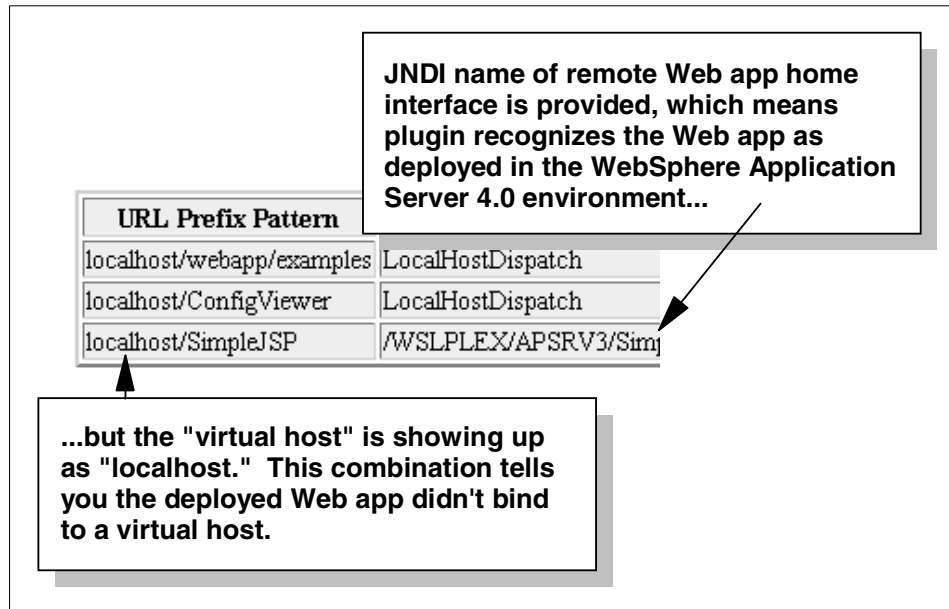 JNDI name of remote Web app home
interface is provided, which means
plugin recognizes the Web app as
deployed in the WebSphere Application
Server 4.0 environment...
URL Prefix Pattern
localhost/webapp/examples LocalHostDispatch
localhost/ConfigViewer LocalHostDispatch
localhost/SimpleJSP /WSLPLEX/APSRV3/Simp
...but the "virtual host" is showing up
as "localhost." This combination tells
you the deployed Web app didn't bind
to a virtual host.